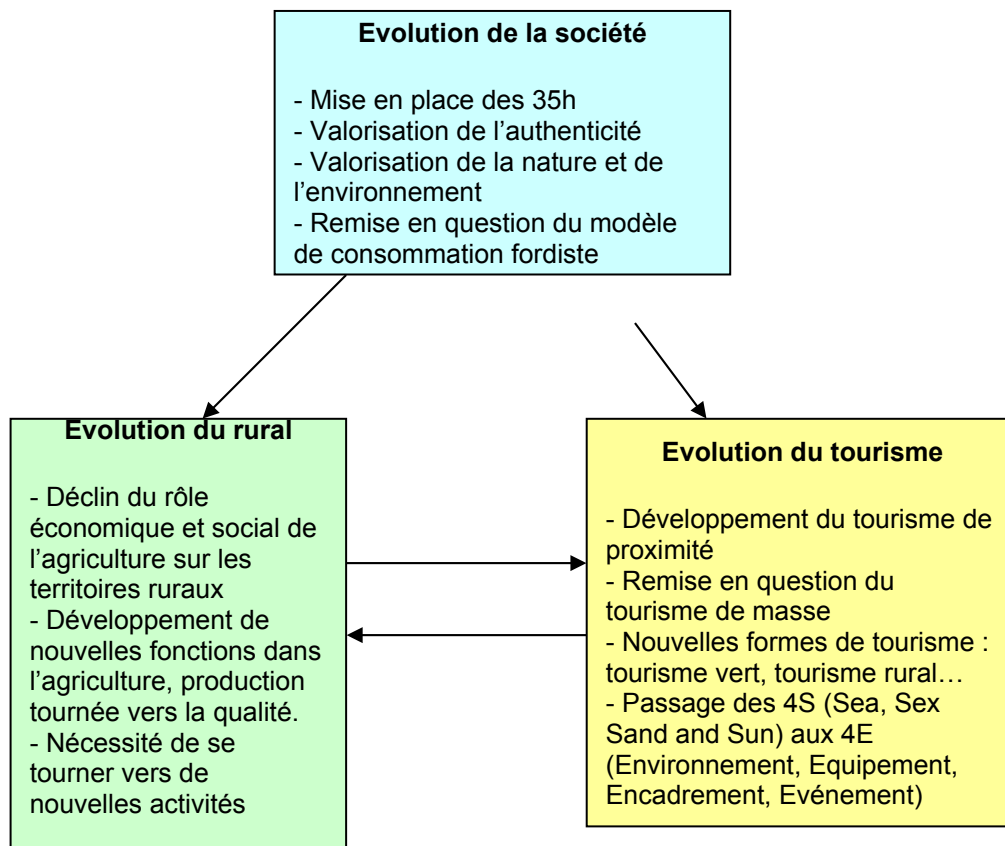 Evolution de la société
- Mise en place des 35h
- Valorisation de l’authenticité
- Valorisation de la nature et de
l’environnement
- Remise en question du modèle
de consommation fordiste
Evolution du rural
- Déclin du rôle
économique et social de
l’agriculture sur les
territoires ruraux
- Développement de
nouvelles fonctions dans
l’agriculture, production
tournée vers la qualité.
- Nécessité de se
tourner vers de
nouvelles activités
Evolution du tourisme
- Développement du tourisme de
proximité
- Remise en question du
tourisme de masse
- Nouvelles formes de tourisme :
tourisme vert, tourisme rural…
- Passage des 4S (Sea, Sex
Sand and Sun) aux 4E
(Environnement, Equipement,
Encadrement, Evénement)